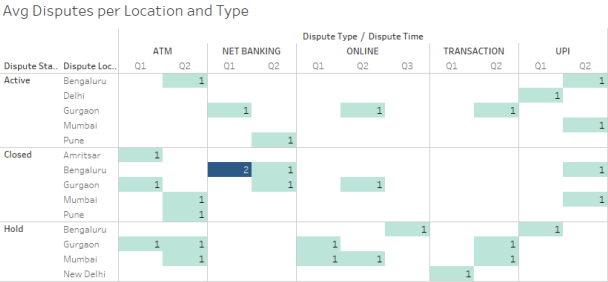 Avg Disputes per Location and Type
Dispute Type / Dispute Time
ATM NET BANKING ONLINE TRANSACTION UPI
Dispute Sta.. Dispute Loc.. Q1 Q2 Q1 Q2 Q1 Q2 Q3 Q1 Q2 Q1 Q2
Active Bengaluru 1 1
Delhi 1
Gurgaon 1 1 1
Mumbai 1
Pune 1
Closed Amritsar 1
Bengaluru 2 1 1
Gurgaon 1 1 1
Mumbai 1 1
Pune 1
Hold Bengaluru 1 1
Gurgaon 1 1 1 1
Mumbai 1 1 1 1
New Delhi 1